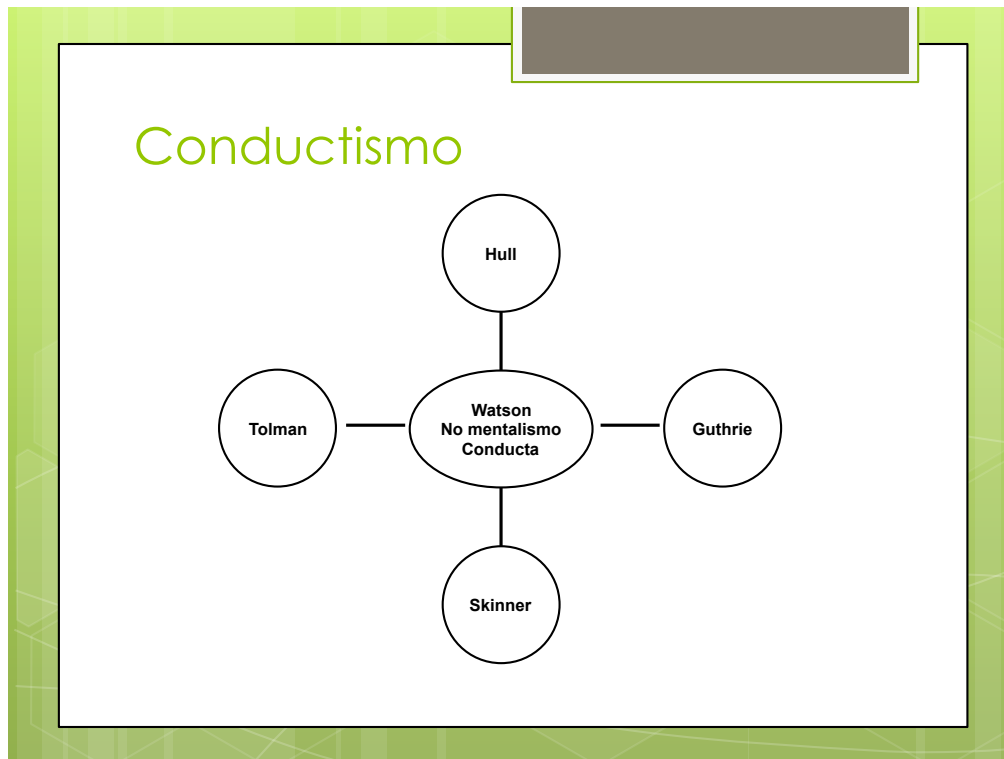 Conductismo
Hull
Tolman
Watson
No mentalismo
Conducta
Guthrie
Skinner